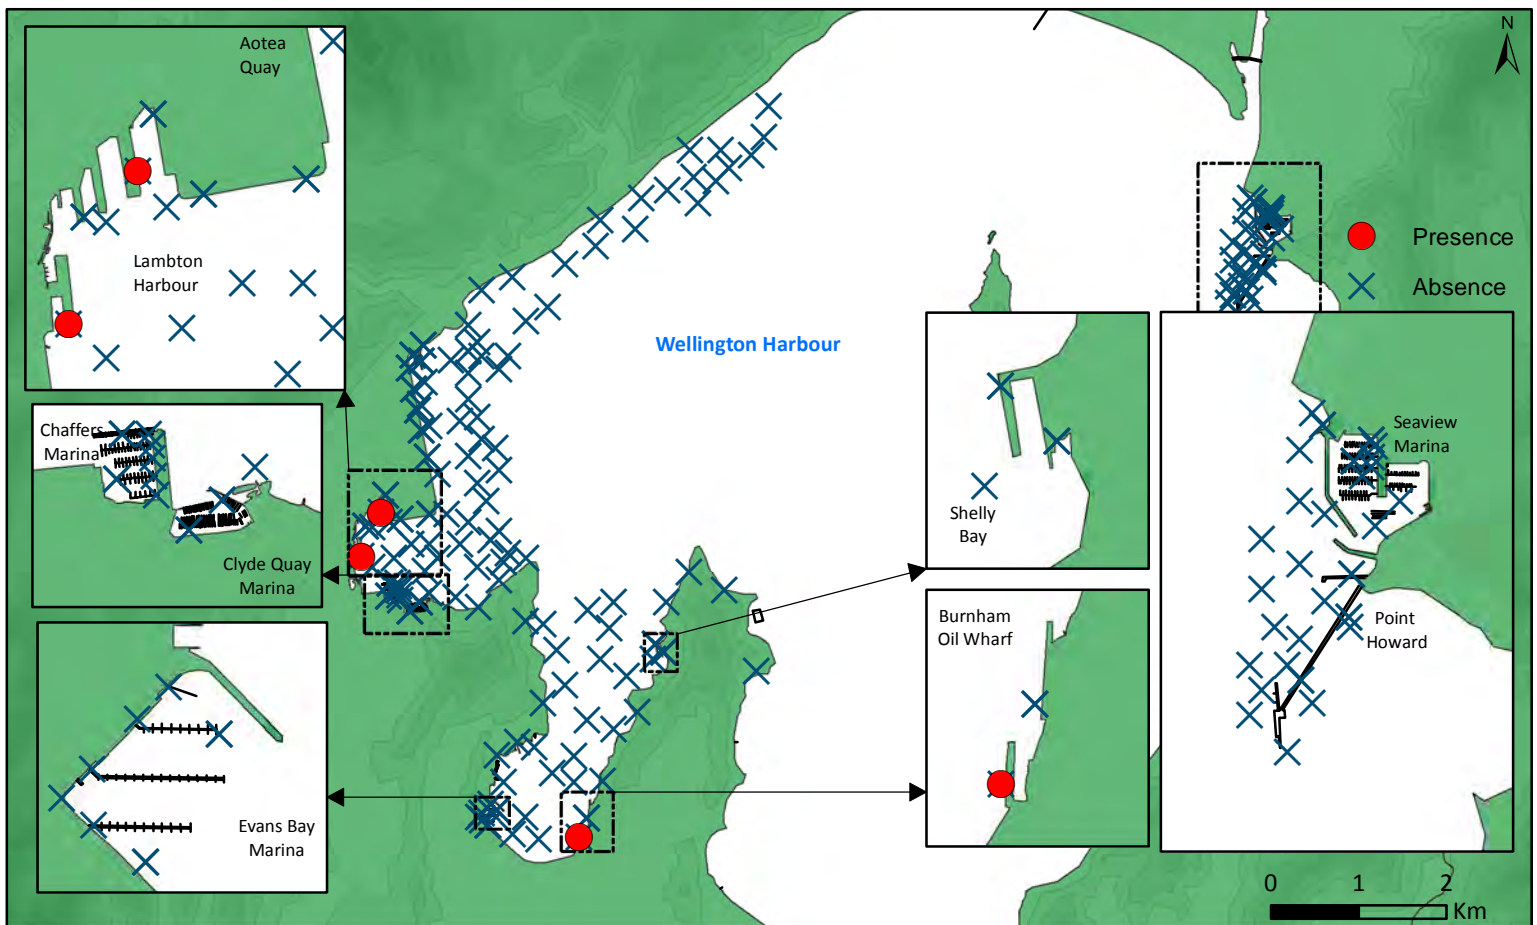 Aotea
Quay
Lambton
Harbour
Chaffers
Marina
Clyde Quay
Marina
Evans Bay
Marina
Wellington Harbour
Shelly
Bay
Burnham
Oil Wharf
N
Presence
Absence
Seaview
Marina
Point
Howard
0 1 2
Km